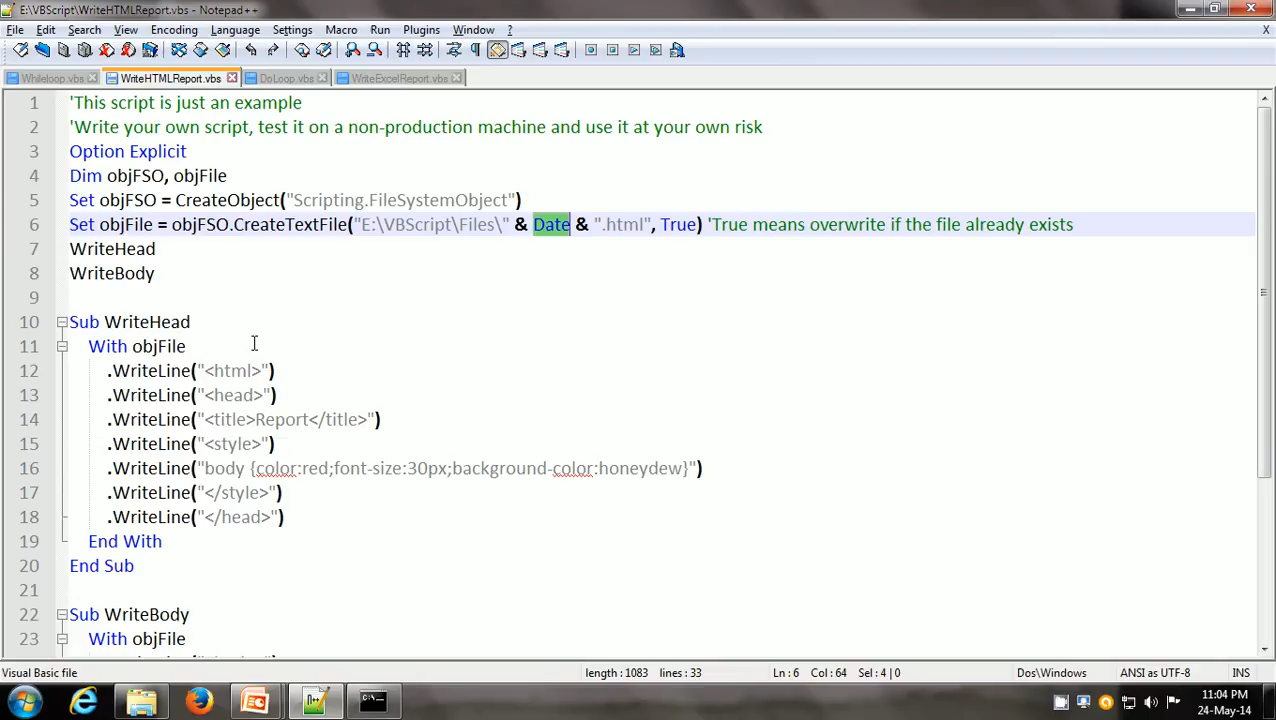 E:\VBScript\WriteHTMLReport.vbs - Notepad++
File Edit Search View Encoding Language Settings Macro Run Plugins Window ? X
Whileloop.vbs WriteHTMLReport.vbs DoLoop.vbs WriteExcelReport.vbs
1 'This script is just an example
2 'Write your own script, test it on a non-production machine and use it at your own risk
3 Option Explicit
4 Dim objFSO, objFile
5 Set objFSO = CreateObject("Scripting.FileSystemObject")
6 Set objFile = objFSO.CreateTextFile("E:\VBScript\Files\" & Date & ".html", True) 'True means overwrite if the file already exists
7 WriteHead
8 WriteBody
9
10 Sub WriteHead
11 With objFile
12 .WriteLine("<html>")
13 .WriteLine("<head>")
14 .WriteLine("<title>Report</title>")
15 .WriteLine("<style>")
16 .WriteLine("body {color:red;font-size:30px;background-color:honeydew}")
17 .WriteLine("</style>")
18 .WriteLine("</head>")
19 End With
20 End Sub
21
22 Sub WriteBody
23 With objFile
Visual Basic file length : 1083 lines : 33 Ln : 6 Col : 64 Sel : 4 | 0 Dos\Windows ANSI as UTF-8 INS
11:04 PM
24-May-14